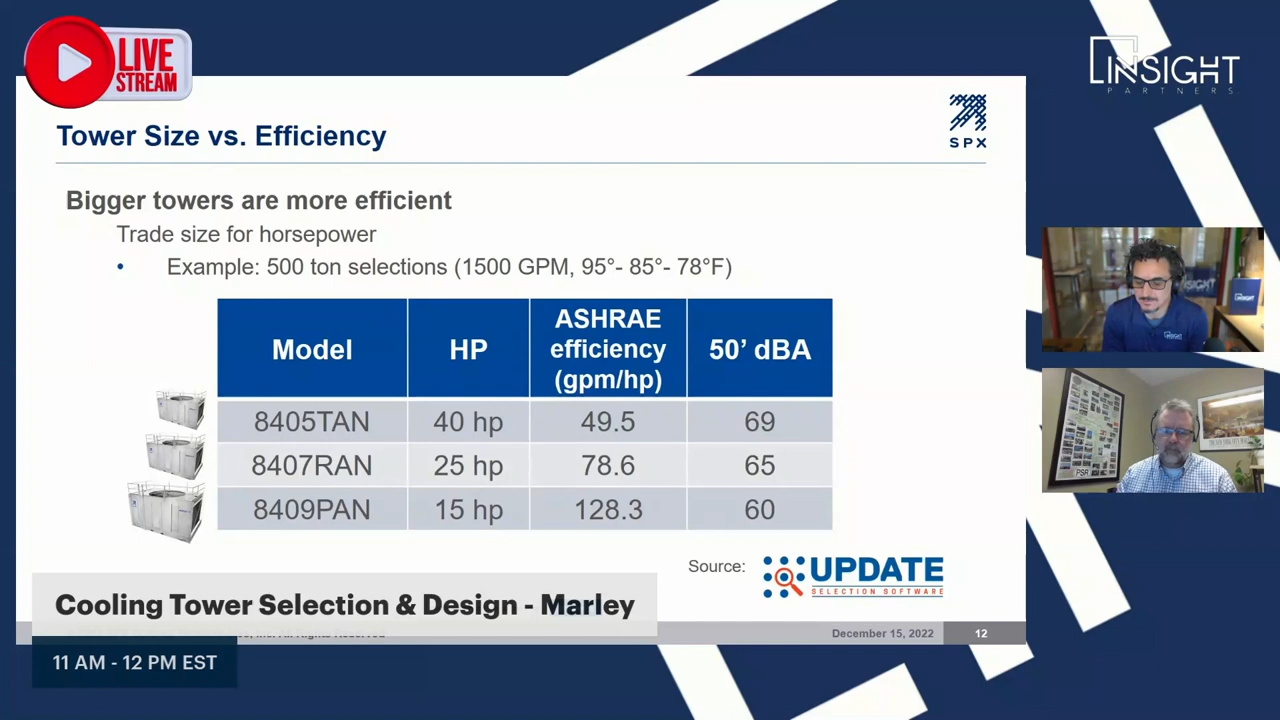 LIVE
STREAM
INSIGHT
PARTNERS
Tower Size vs. Efficiency
SPX
Bigger towers are more efficient
Trade size for horsepower
• Example: 500 ton selections (1500 GPM, 95°- 85°- 78°F)
Model HP ASHRAE efficiency (gpm/hp) 50’ dBA
8405TAN 40 hp 49.5 69
8407RAN 25 hp 78.6 65
8409PAN 15 hp 128.3 60
Source: UPDATE
SELECTION SOFTWARE
INSIGHT
PSR
Cooling Tower Selection & Design - Marley
December 15, 2022 12
11 AM - 12 PM EST